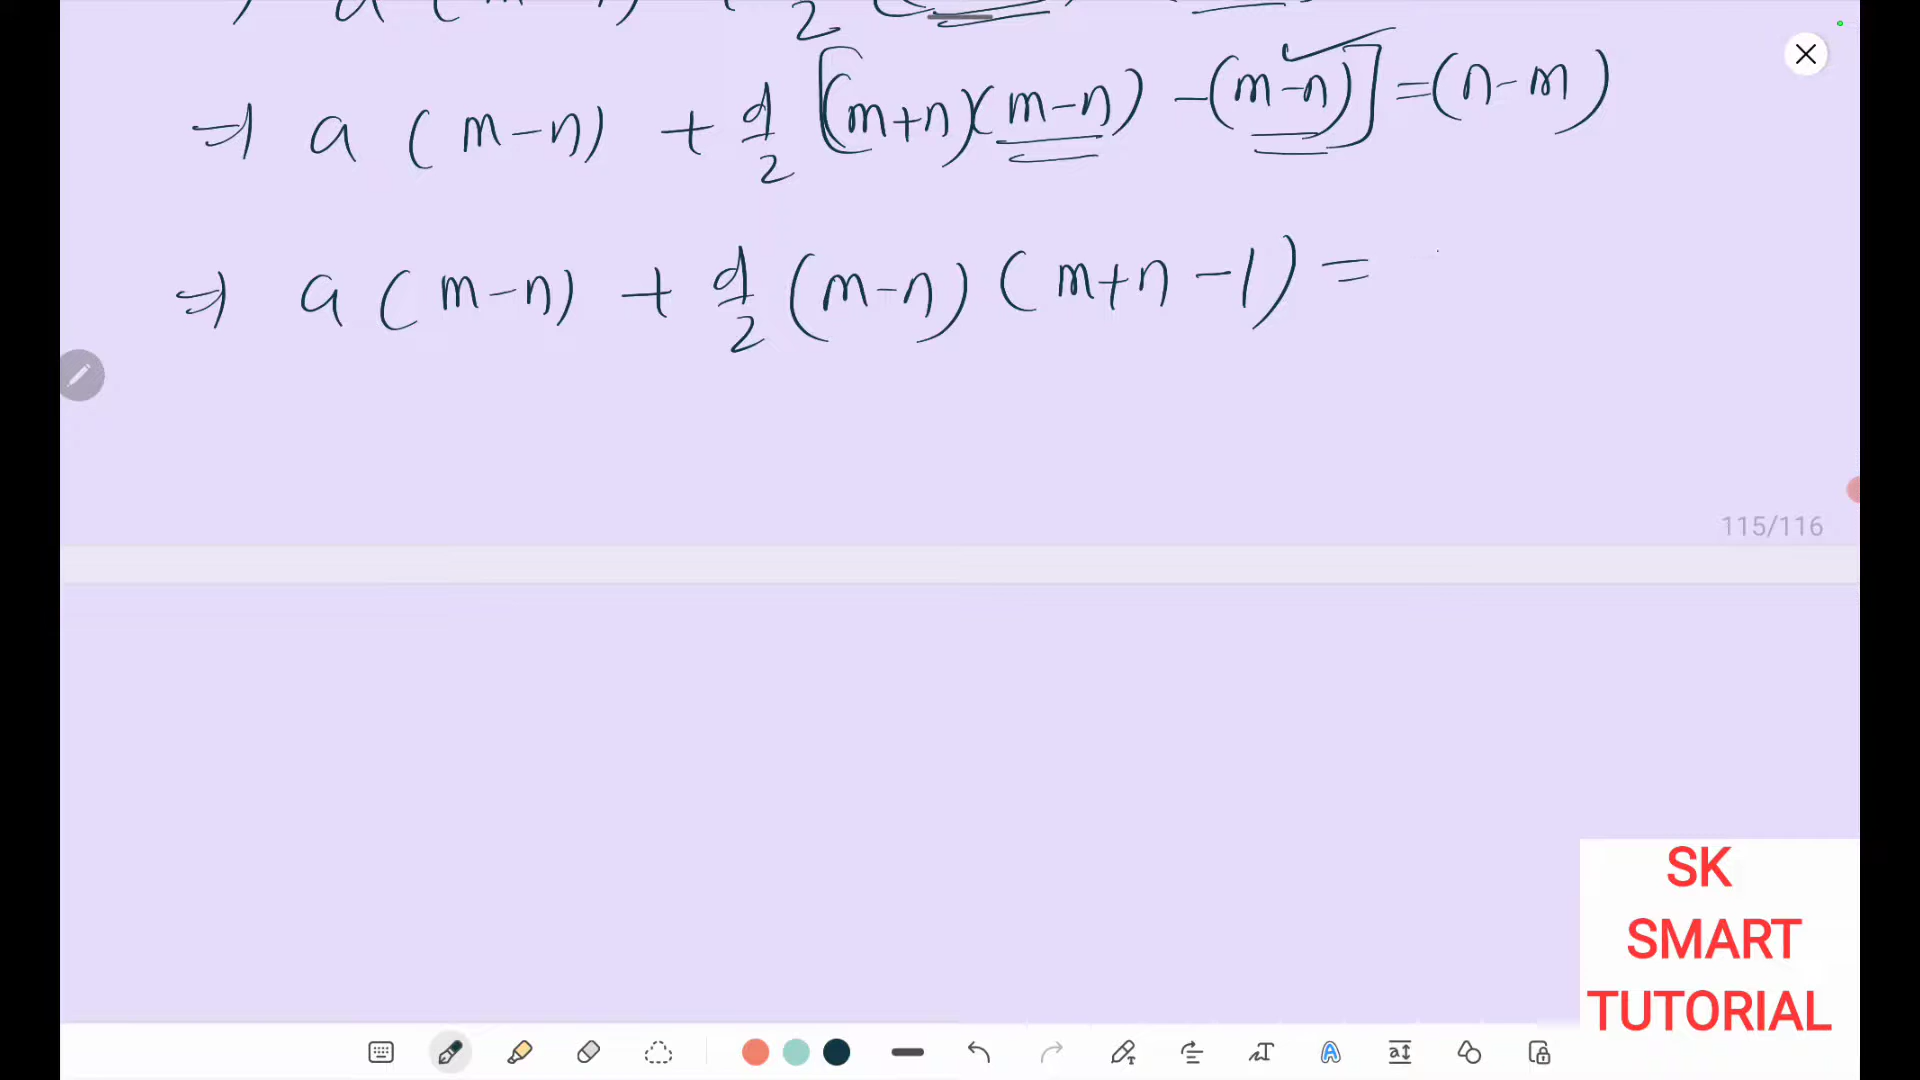 ⇒ a (m-n) + d/2 [(m+n)(m-n) -(m-n)] =(n-m)
⇒ a (m-n) + d/2 (m-n) (m+n-1) =
115/116
SK
SMART
TUTORIAL